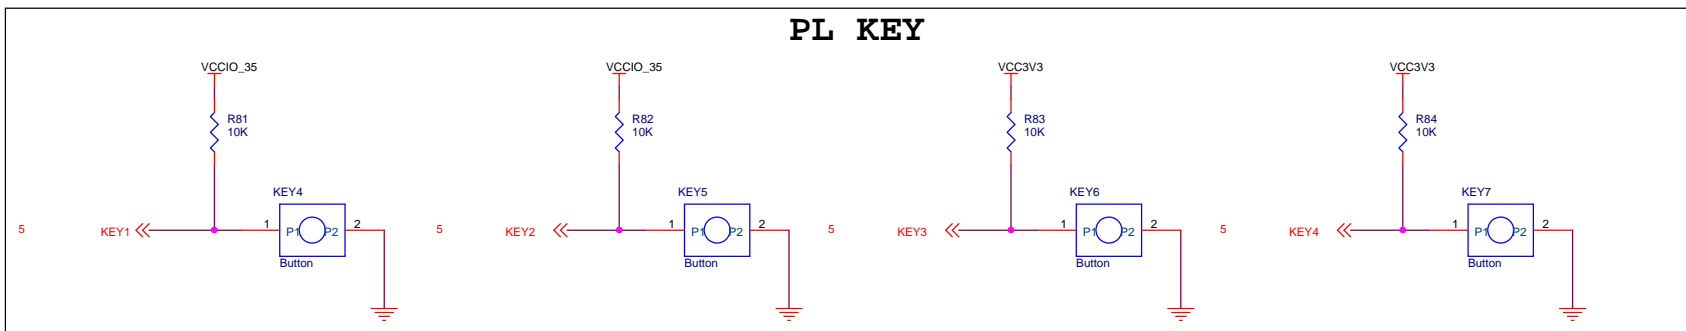 PL KEY
VCCIO_35 VCCIO_35 VCC3V3 VCC3V3
R81 R82 R83 R84
10K 10K 10K 10K
KEY4 KEY5 KEY6 KEY7
5 KEY1 1 P1 P2 2 5 KEY2 1 P1 P2 2 5 KEY3 1 P1 P2 2 5 KEY4 1 P1 P2 2
Button Button Button Button